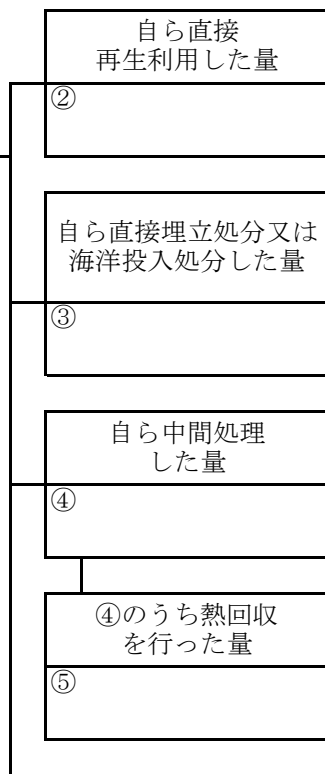 自ら直接
再生利用した量
②
自ら直接埋立処分又は
海洋投入処分した量
③
自ら中間処理
した量
④
④のうち熱回収
を行った量
⑤